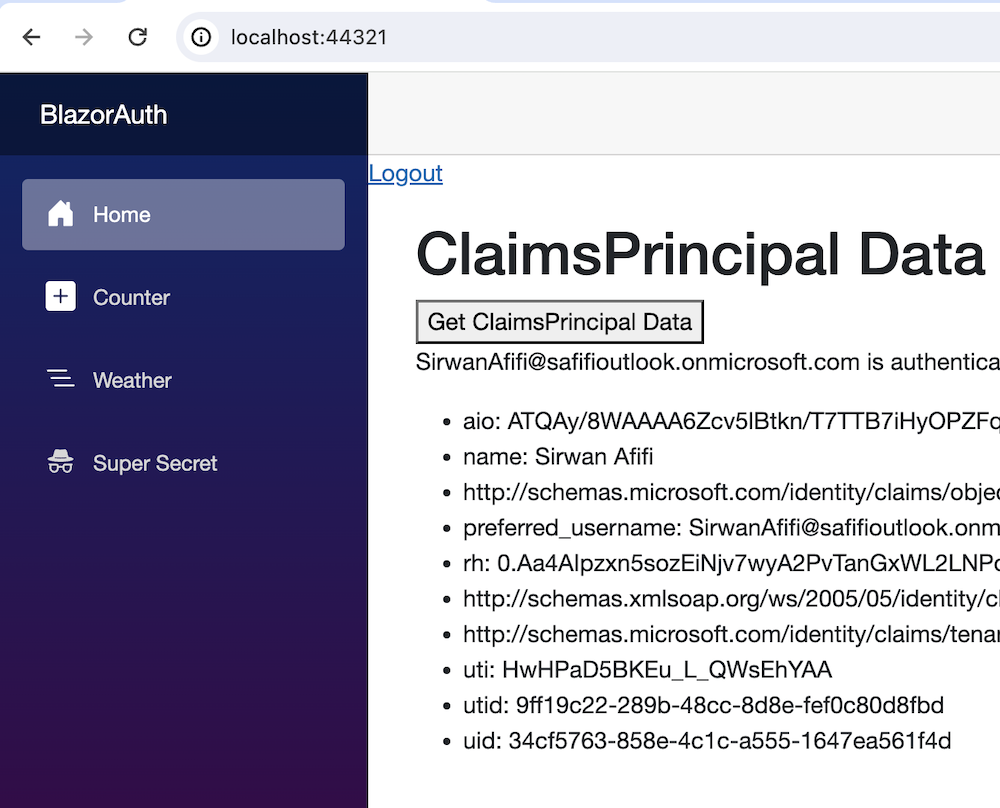 localhost:44321
BlazorAuth
Logout
Home
Counter
Weather
Super Secret
ClaimsPrincipal Data
Get ClaimsPrincipal Data
SirwanAfifi@safifioutlook.onmicrosoft.com is authentica
aio: ATQAy/8WAAAA6Zcv5lBtkn/T7TTB7iHyOPZFq
name: Sirwan Afifi
http://schemas.microsoft.com/identity/claims/objec
preferred_username: SirwanAfifi@safifioutlook.onm
rh: 0.Aa4AIpzxn5sozEiNjv7wyA2PvTanGxWL2LNPo
http://schemas.xmlsoap.org/ws/2005/05/identity/cl
http://schemas.microsoft.com/identity/claims/tenan
uti: HwHPaD5BKEu_L_QWsEhYAA
utid: 9ff19c22-289b-48cc-8d8e-fef0c80d8fbd
uid: 34cf5763-858e-4c1c-a555-1647ea561f4d